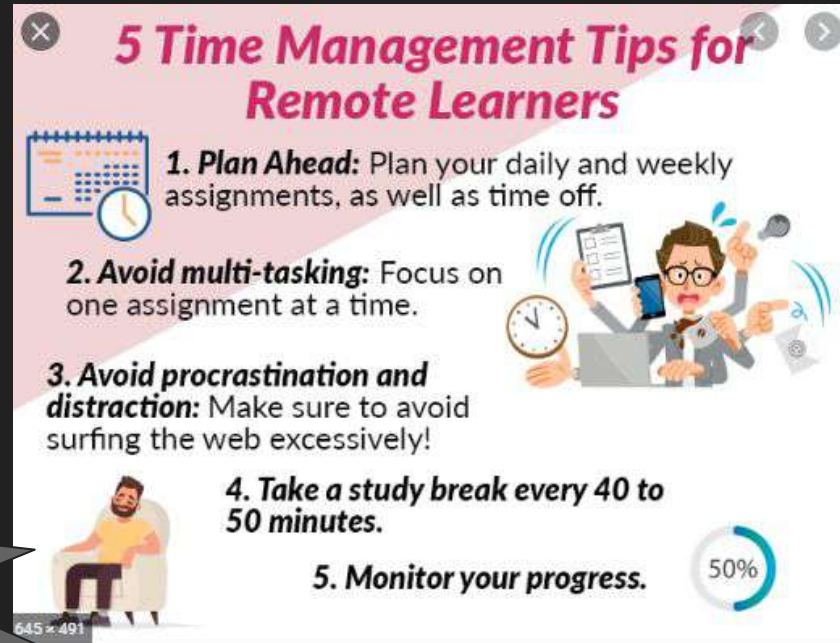 5 Time Management Tips for
Remote Learners
1. Plan Ahead: Plan your daily and weekly
assignments, as well as time off.
2. Avoid multi-tasking: Focus on
one assignment at a time.
3. Avoid procrastination and
distraction: Make sure to avoid
surfing the web excessively!
4. Take a study break every 40 to
50 minutes.
5. Monitor your progress.
50%
645 × 491